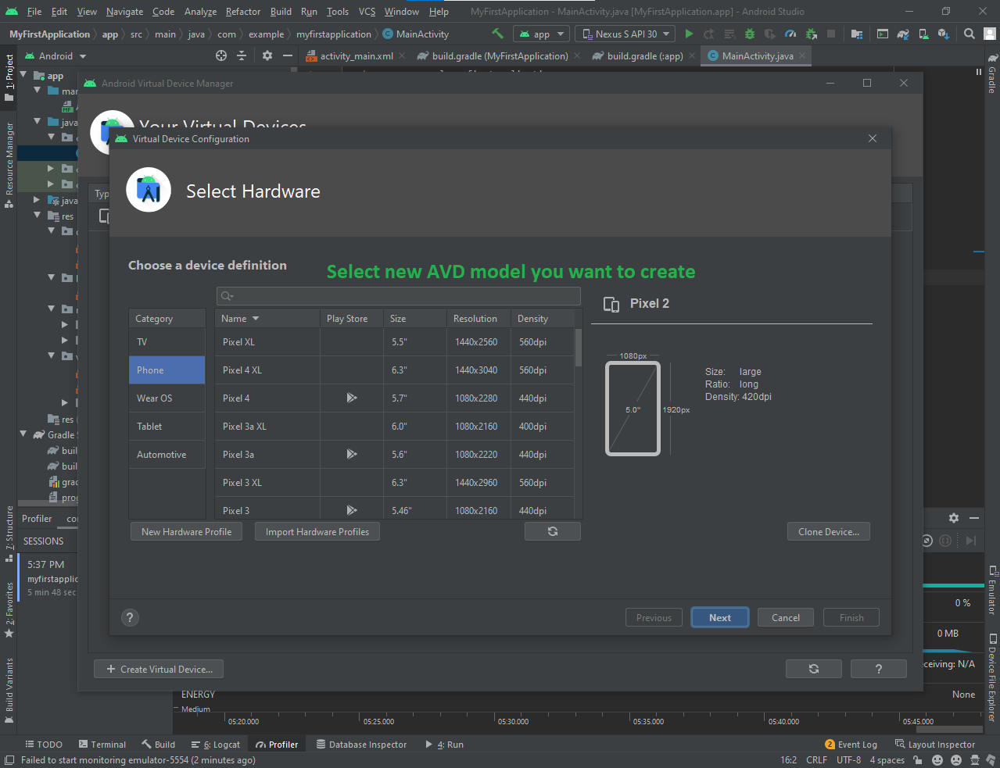 File Edit View Navigate Code Analyze Refactor Build Run Tools VCS Window Help MyFirstApplication - MainActivity.java [MyFirstApplication.app] - Android Studio
MyFirstApplication app src main java com example myfirstapplication MainActivity app Nexus S API 30
1: Project
Resource Manager
7: Structure
2: Favorites
Build Variants
Android
activity_main.xml build.gradle (MyFirstApplication) build.gradle (:app) MainActivity.java
Gradle
Emulator
Device File Explorer
app
java
java
res
res
Gradle
Android Virtual Device Manager
Your Virtual Devices
Virtual Device Configuration
Select Hardware
Choose a device definition
Select new AVD model you want to create
Category
TV
Phone
Wear OS
Tablet
Automotive
Name Play Store Size Resolution Density
Pixel XL 5.5" 1440x2560 560dpi
Pixel 4 XL 6.3" 1440x3040 560dpi
Pixel 4 5.7" 1080x2280 440dpi
Pixel 3a XL 6.0" 1080x2160 400dpi
Pixel 3a 5.6" 1080x2220 440dpi
Pixel 3 XL 6.3" 1440x2960 560dpi
Pixel 3 5.46" 1080x2160 440dpi
Pixel 2
1080px
5.0"
1920px
Size: large
Ratio: long
Density: 420dpi
New Hardware Profile Import Hardware Profiles Clone Device...
? Previous Next Cancel Finish
+ Create Virtual Device... ?
Profiler
SESSIONS
5:37 PM
myfirstapplic
5 min 48 sec
0 %
0 MB
eceiving: N/A
ENERGY None
Medium
05:20.000 05:25.000 05:30.000 05:35.000 05:40.000 05:45.000
TODO Terminal Build 6: Logcat Profiler Database Inspector 4: Run 2 Event Log Layout Inspector
Failed to start monitoring emulator-5554 (2 minutes ago) 16:2 CRLF UTF-8 4 spaces